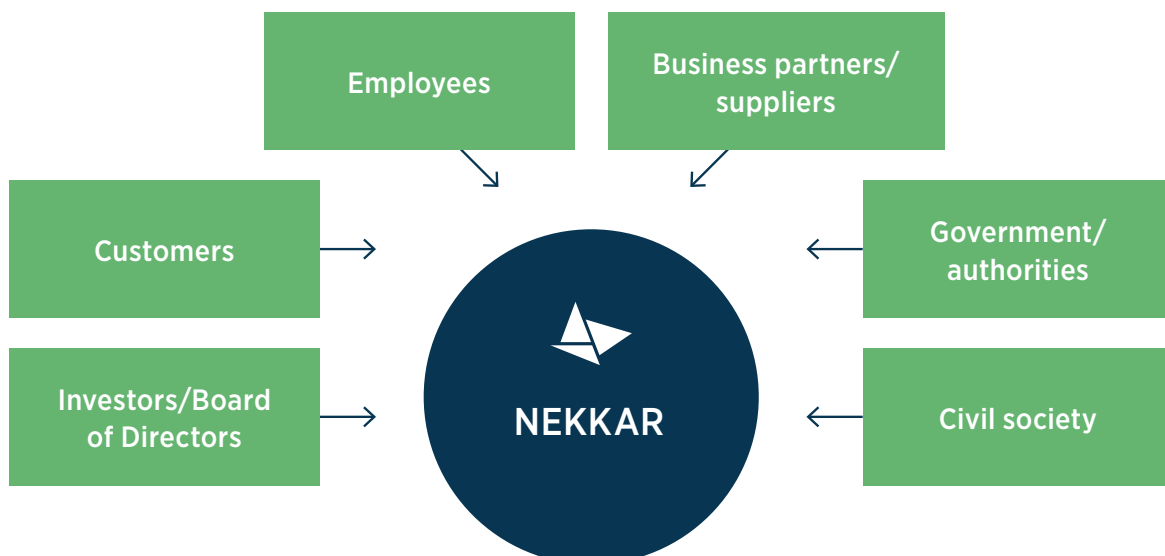 Employees
Business partners/
suppliers
Customers
Government/
authorities
Investors/Board
of Directors
NEKKAR
Civil society